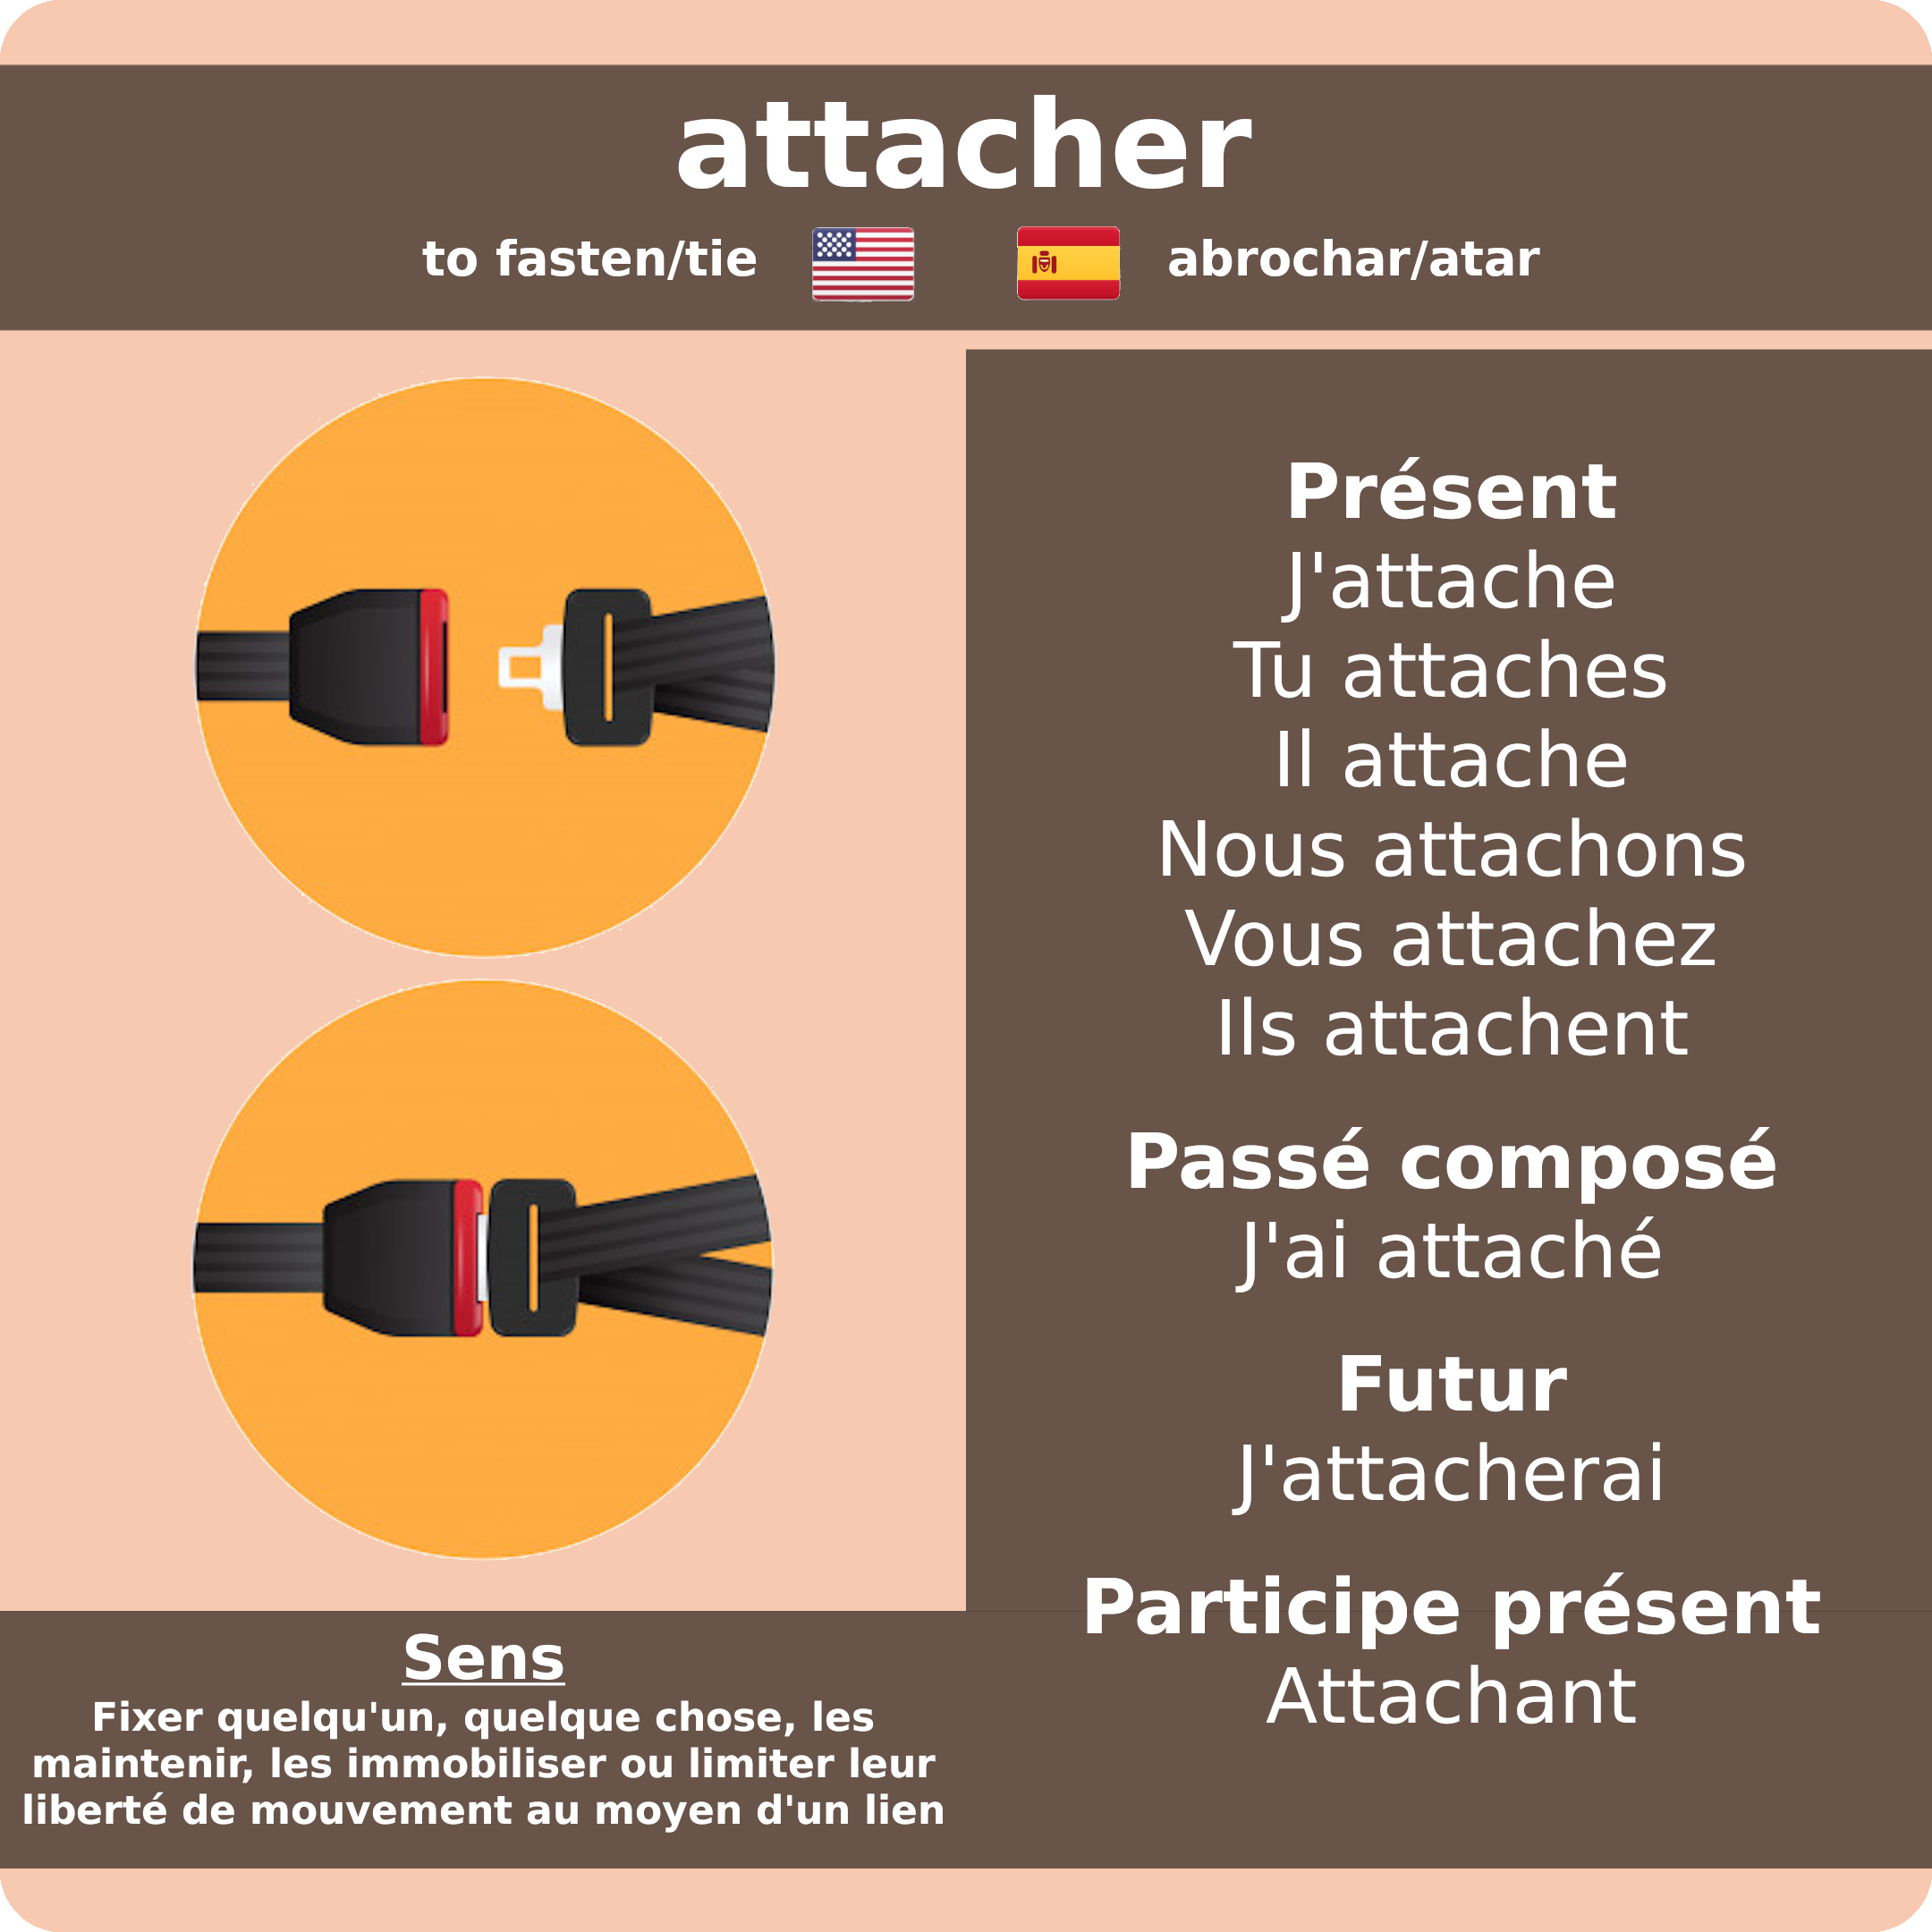 attacher
to fasten/tie
abrochar/atar
Présent
J'attache
Tu attaches
Il attache
Nous attachons
Vous attachez
Ils attachent
Passé composé
J'ai attaché
Futur
J'attacherai
Participe présent
Attachant
Sens
Fixer quelqu'un, quelque chose, les
maintenir, les immobiliser ou limiter leur
liberté de mouvement au moyen d'un lien